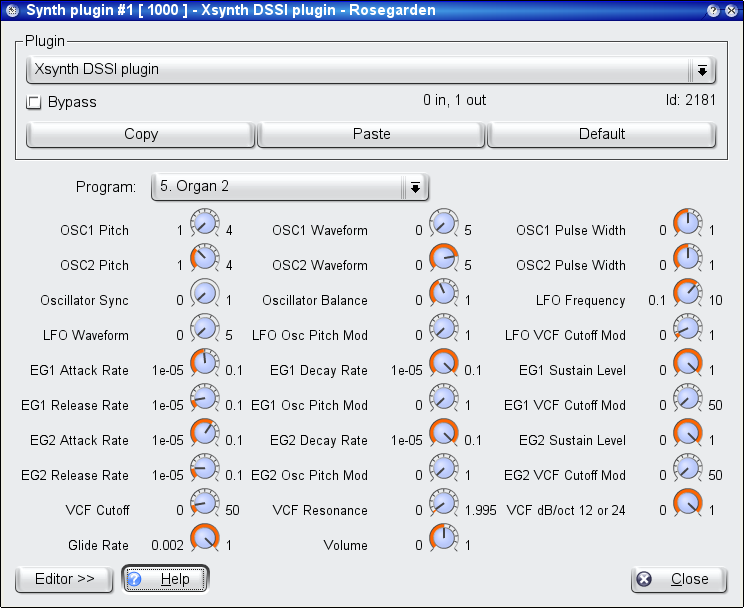 Synth plugin #1 [ 1000 ] - Xsynth DSSI plugin - Rosegarden
Plugin
Xsynth DSSI plugin
Bypass 0 in, 1 out Id: 2181
Copy Paste Default
Program: 5. Organ 2
OSC1 Pitch 1 4 OSC1 Waveform 0 5 OSC1 Pulse Width 0 1
OSC2 Pitch 1 4 OSC2 Waveform 0 5 OSC2 Pulse Width 0 1
Oscillator Sync 0 1 Oscillator Balance 0 1 LFO Frequency 0.1 10
LFO Waveform 0 5 LFO Osc Pitch Mod 0 1 LFO VCF Cutoff Mod 0 1
EG1 Attack Rate 1e-05 0.1 EG1 Decay Rate 1e-05 0.1 EG1 Sustain Level 0 1
EG1 Release Rate 1e-05 0.1 EG1 Osc Pitch Mod 0 1 EG1 VCF Cutoff Mod 0 50
EG2 Attack Rate 1e-05 0.1 EG2 Decay Rate 1e-05 0.1 EG2 Sustain Level 0 1
EG2 Release Rate 1e-05 0.1 EG2 Osc Pitch Mod 0 1 EG2 VCF Cutoff Mod 0 50
VCF Cutoff 0 50 VCF Resonance 0 1.995 VCF dB/oct 12 or 24 0 1
Glide Rate 0.002 1 Volume 0 1
Editor >> Help Close